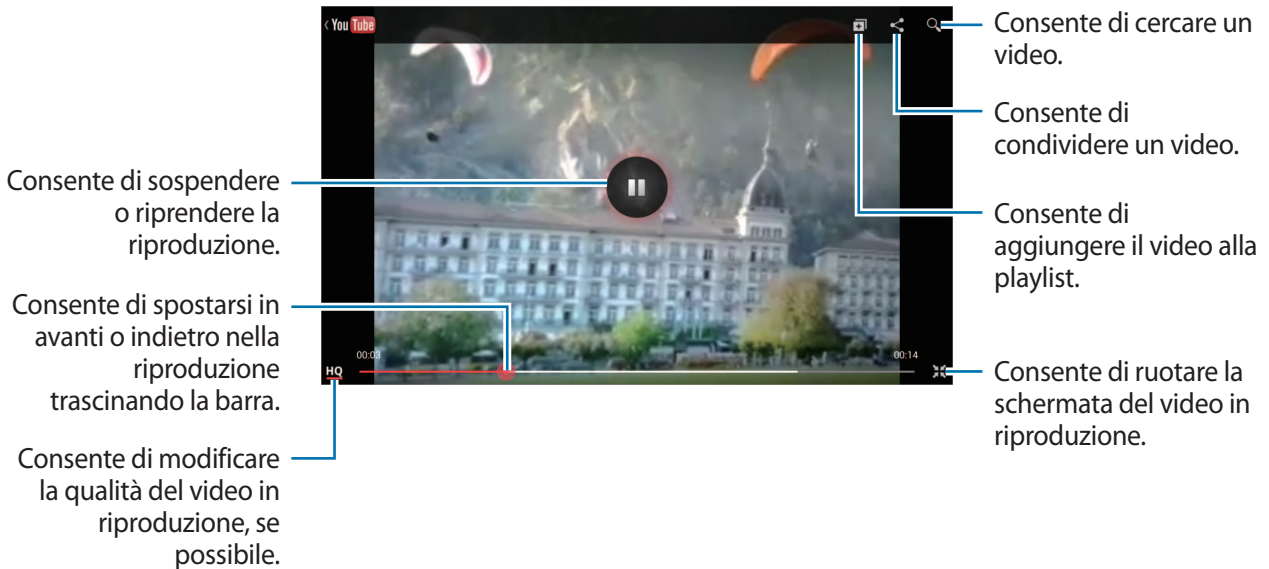 You Tube
Consente di cercare un
video.
Consente di
condividere un video.
Consente di
aggiungere il video alla
playlist.
Consente di sospendere
o riprendere la
riproduzione.
Consente di spostarsi in
avanti o indietro nella
riproduzione
trascinando la barra.
00:03
00:14
HQ
Consente di ruotare la
schermata del video in
riproduzione.
Consente di modificare
la qualità del video in
riproduzione, se
possibile.